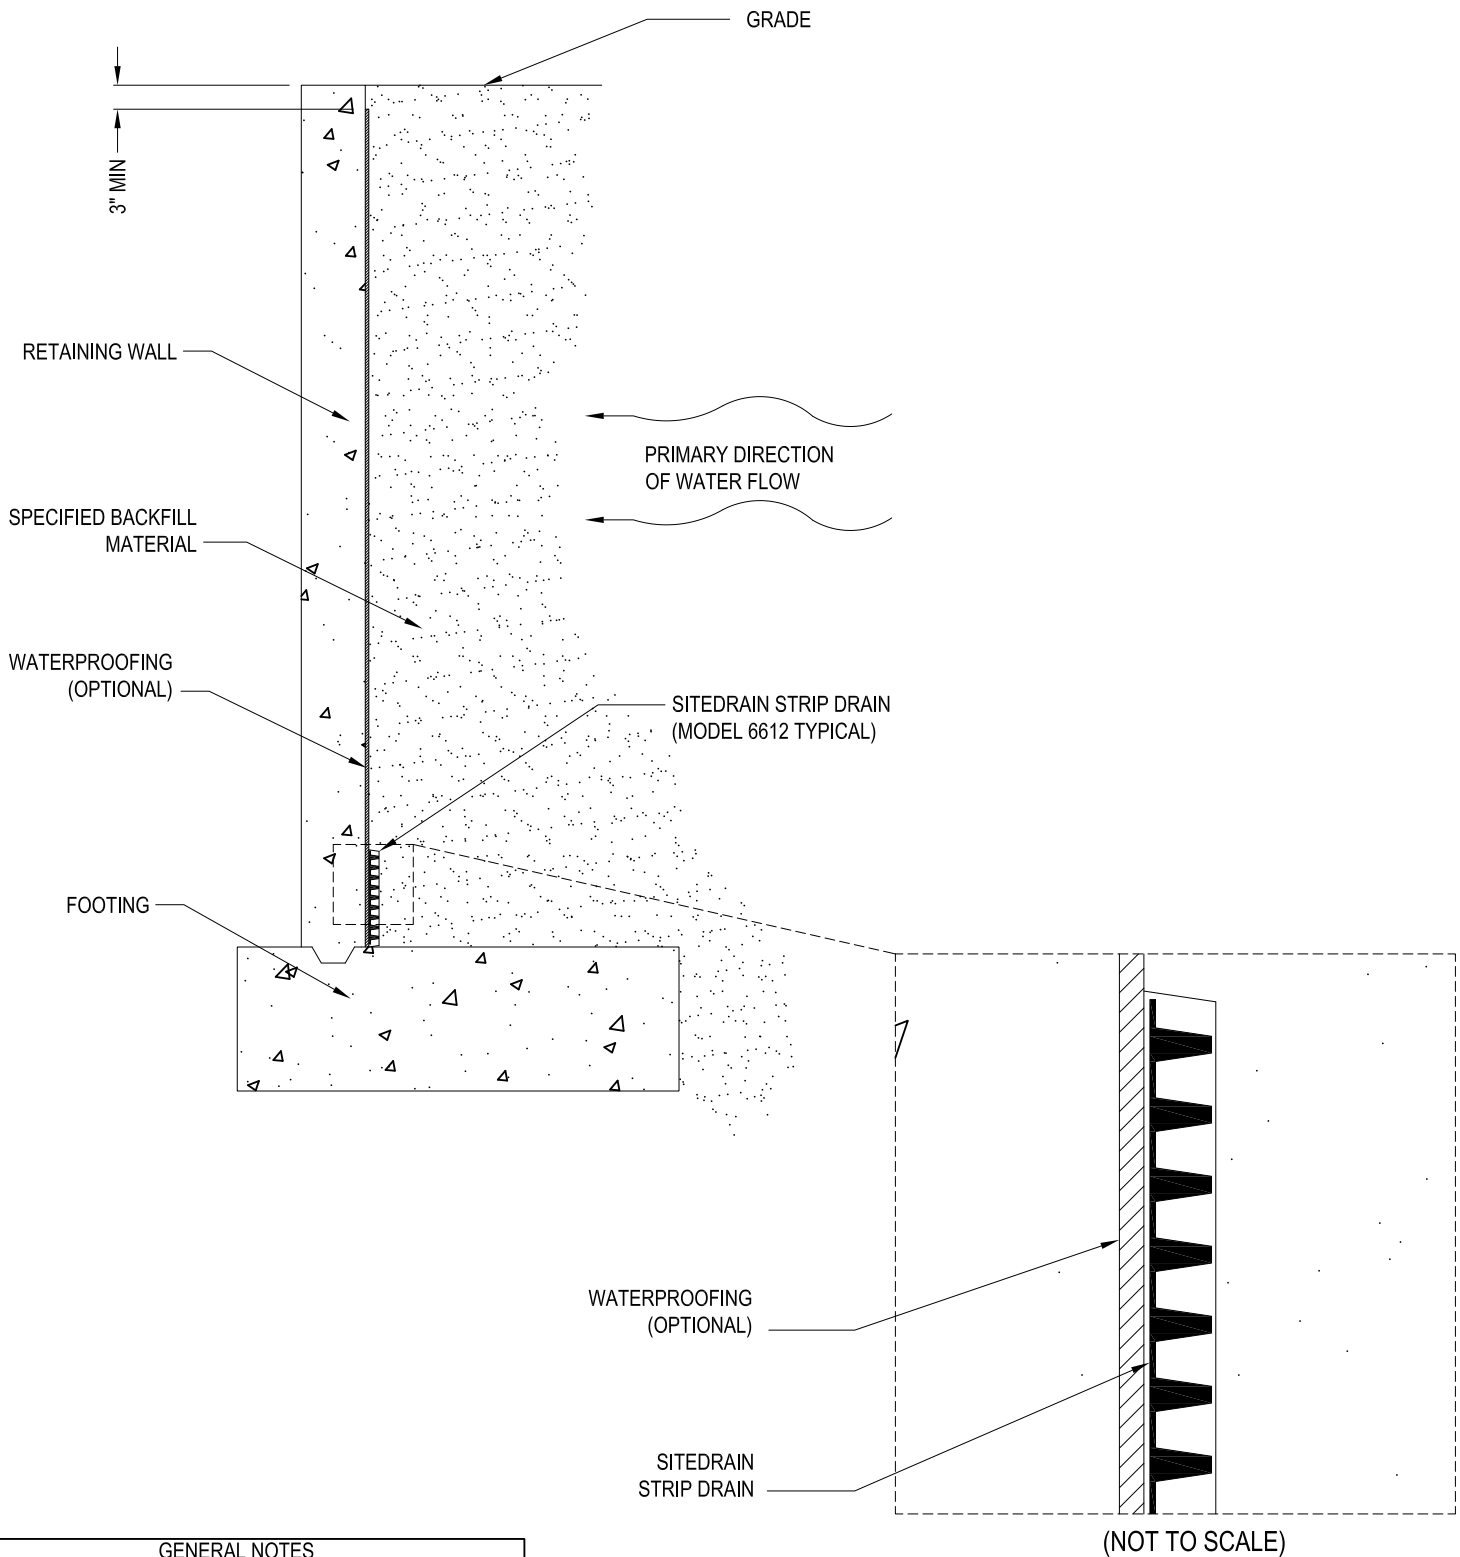 GRADE
3" MIN
RETAINING WALL
PRIMARY DIRECTION
OF WATER FLOW
SPECIFIED BACKFILL
MATERIAL
WATERPROOFING
(OPTIONAL)
SITEDRAIN STRIP DRAIN
(MODEL 6612 TYPICAL)
FOOTING
WATERPROOFING
(OPTIONAL)
SITEDRAIN
STRIP DRAIN
(NOT TO SCALE)
GENERAL NOTES